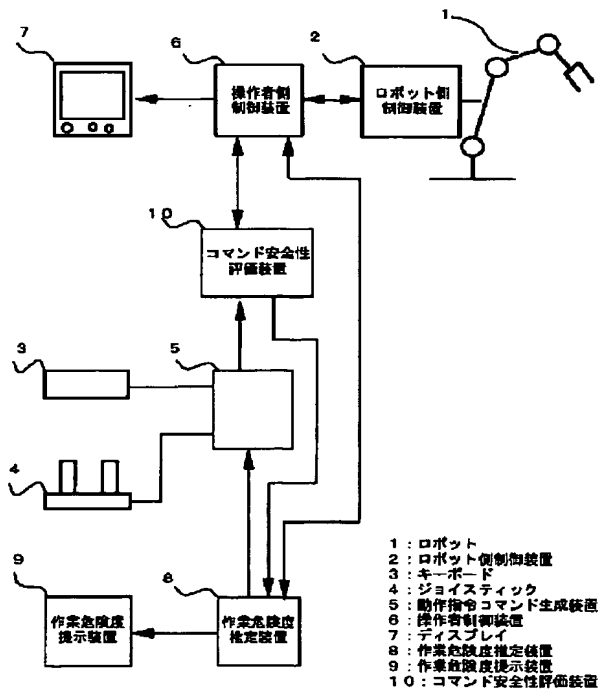 7
6
2
1
操作者側
制御装置
ロボット側
制御装置
10
コマンド安全性
評価装置
3
5
4
9
8
作業危険度
提示装置
作業危険度
推定装置
1:ロボット
2:ロボット側制御装置
3:キーボード
4:ジョイスティック
5:動作指令コマンド生成装置
6:操作者制御装置
7:ディスプレイ
8:作業危険度推定装置
9:作業危険度提示装置
10:コマンド安全性評価装置